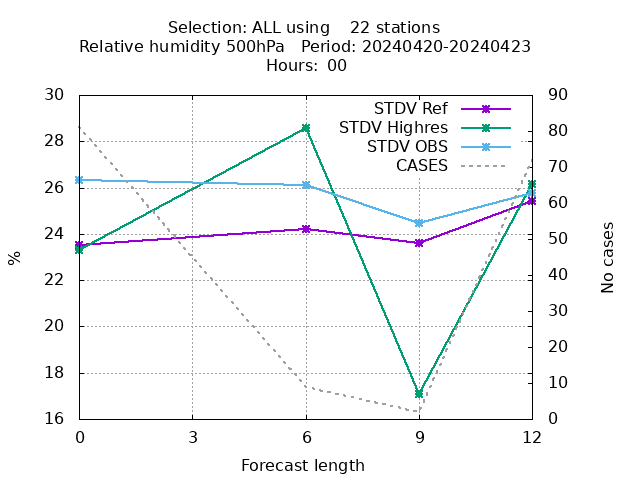 Selection: ALL using    22 stations
Relative humidity 500hPa   Period: 20240420-20240423
Hours: 00
STDV Ref
STDV Highres
STDV OBS
CASES
30
28
26
24
22
20
18
16
90
80
70
60
50
40
30
20
10
0
%
No cases
0
3
6
9
12
Forecast length